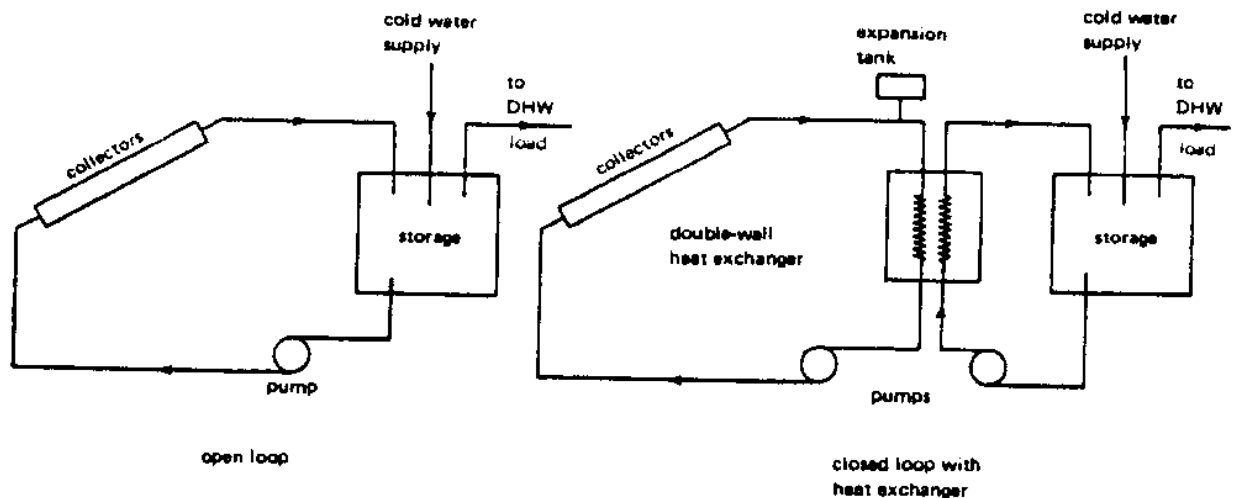 cold water
supply
to
DHW
load
collectors
storage
pump
open loop
expansion
tank
cold water
supply
to
DHW
load
collectors
double-wall
heat exchanger
storage
pumps
closed loop with
heat exchanger